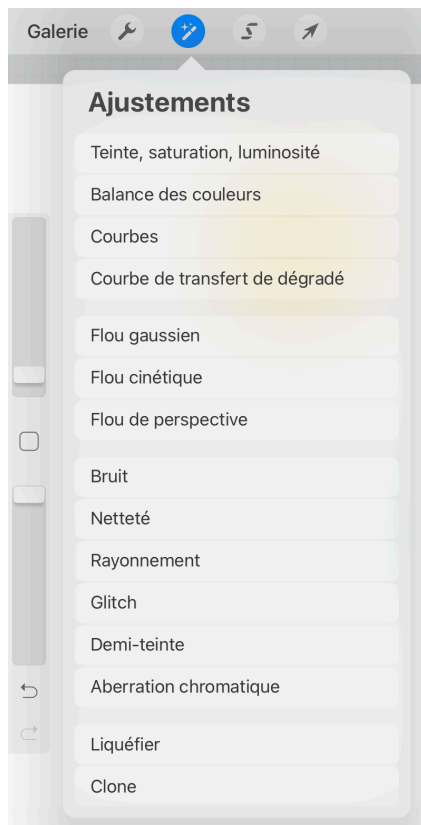 Galerie
Ajustements
Teinte, saturation, luminosité
Balance des couleurs
Courbes
Courbe de transfert de dégradé
Flou gaussien
Flou cinétique
Flou de perspective
Bruit
Netteté
Rayonnement
Glitch
Demi-teinte
Aberration chromatique
Liquéfier
Clone